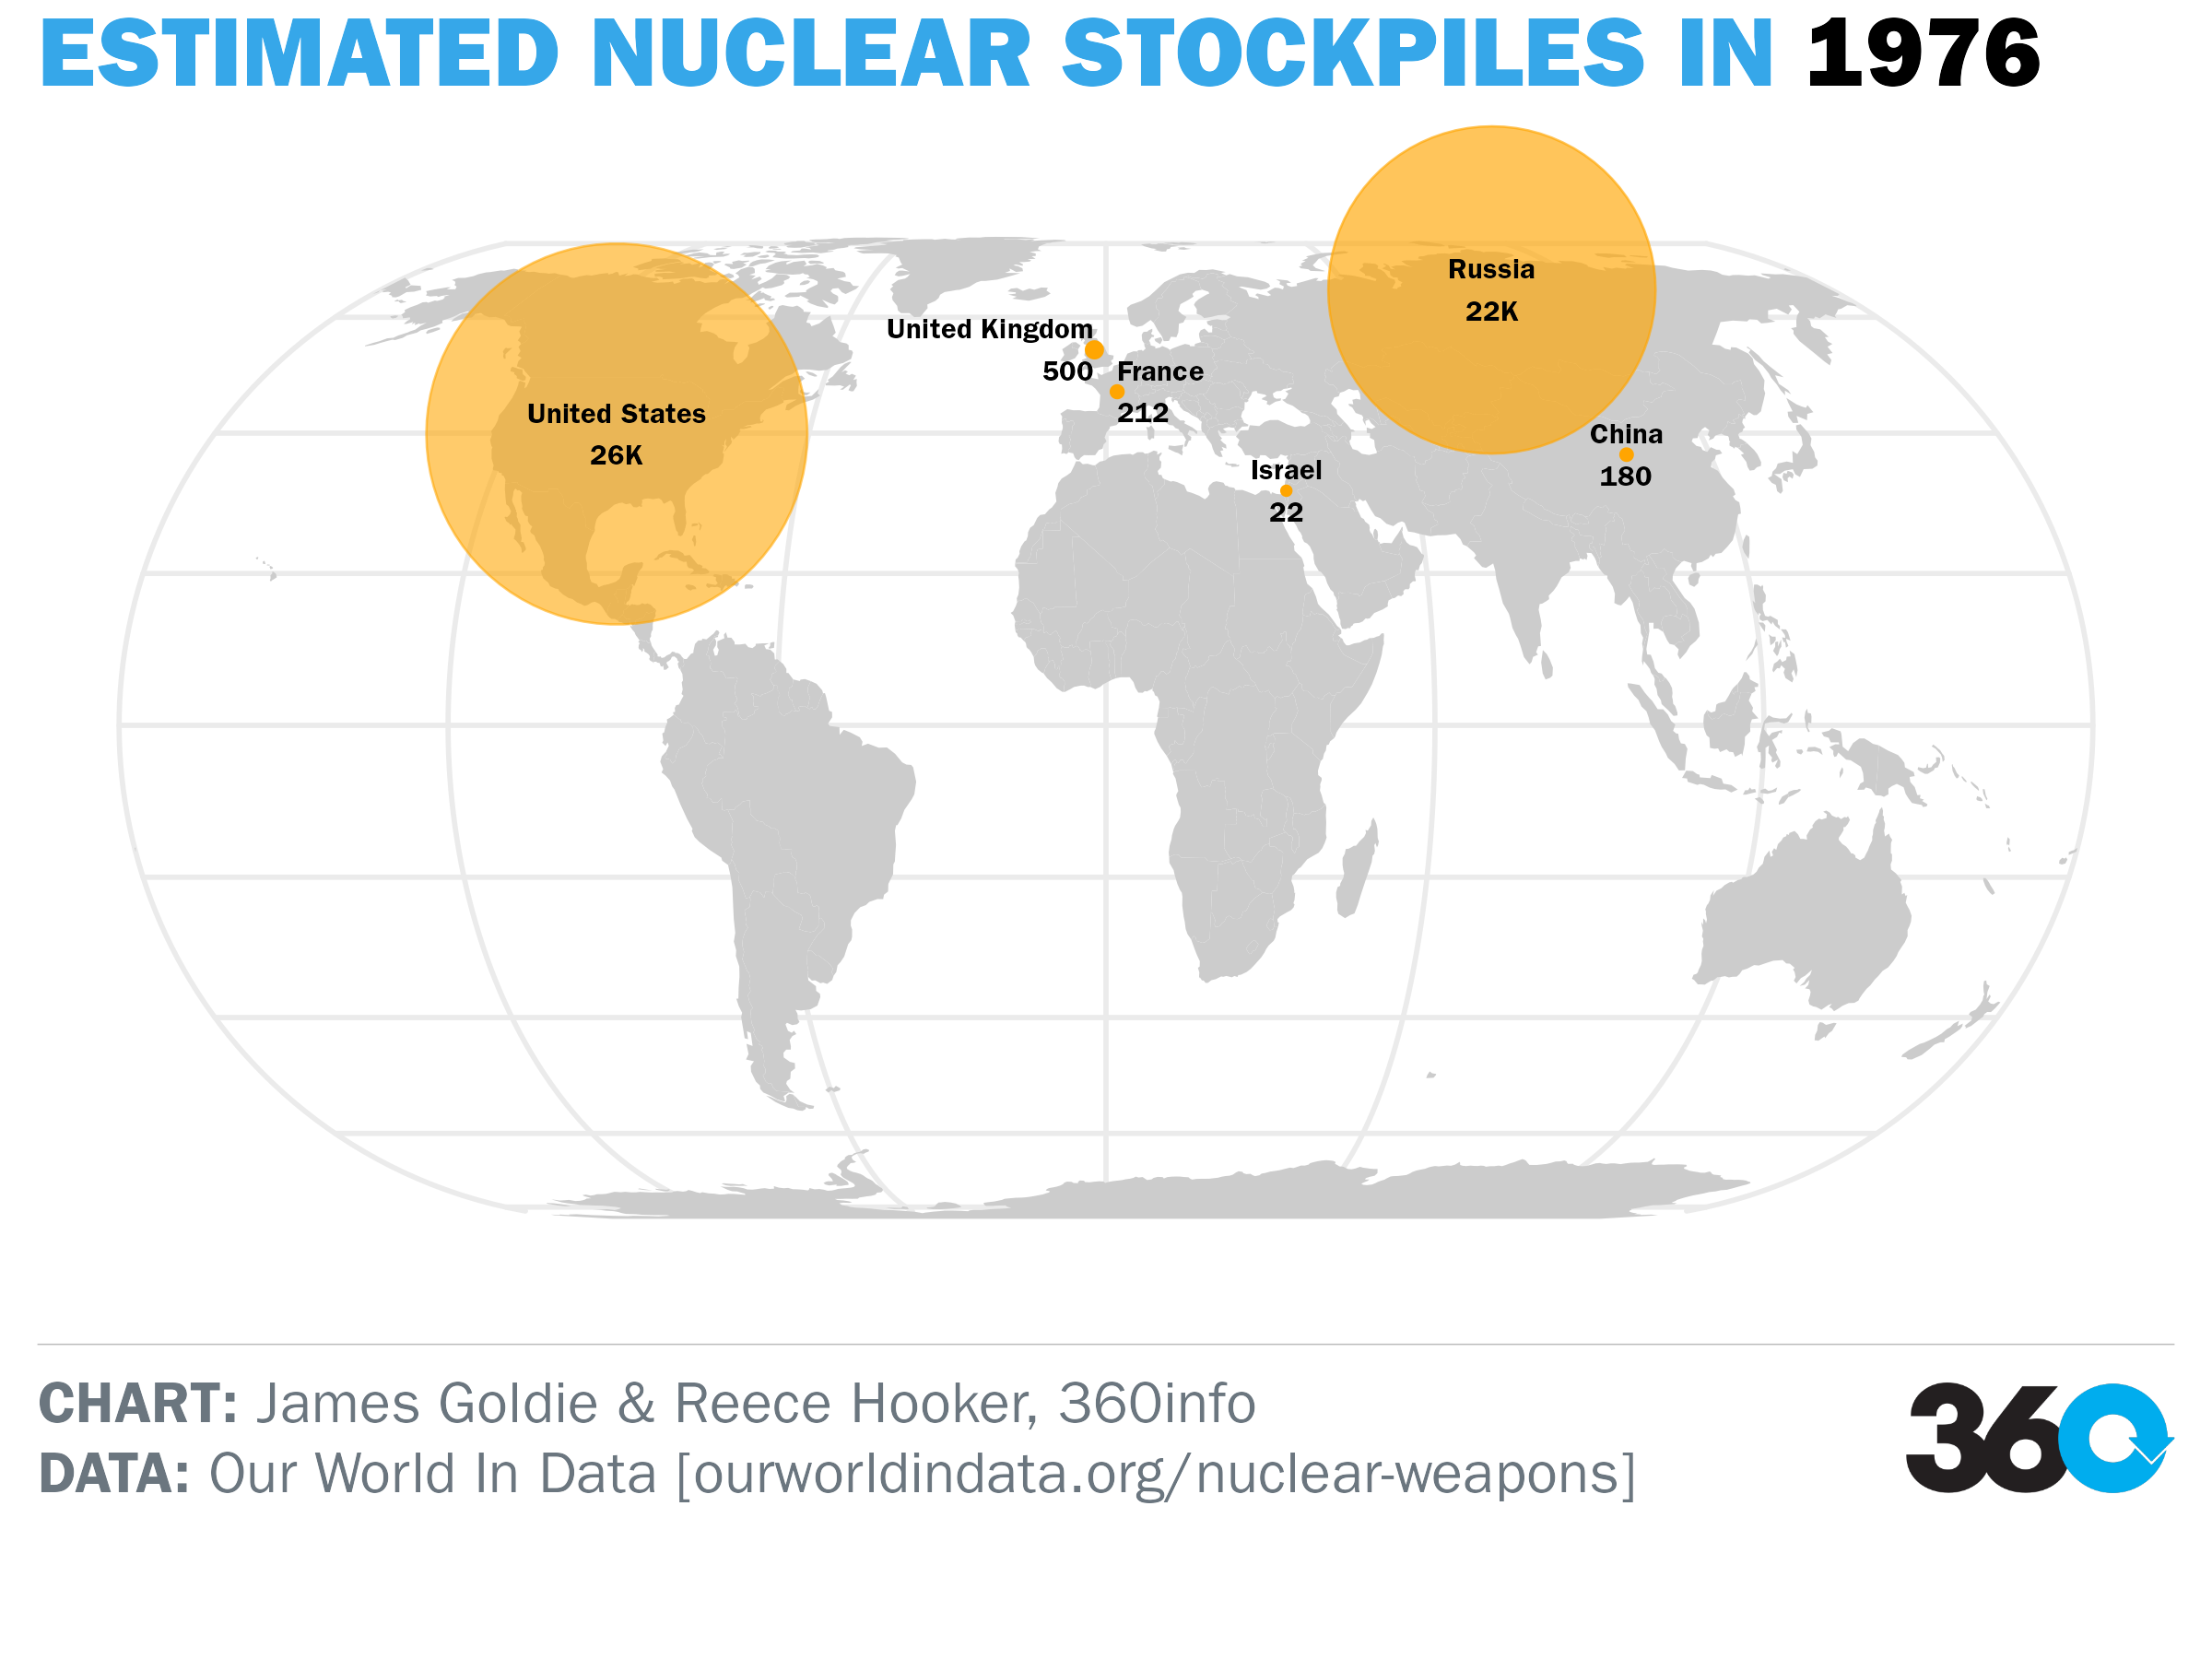 ESTIMATED NUCLEAR STOCKPILES IN 1976
Russia
22K
United Kingdom
500
France
212
United States
26K
China
180
Israel
22
CHART: James Goldie & Reece Hooker, 360info
DATA: Our World In Data [ourworldindata.org/nuclear-weapons]
360